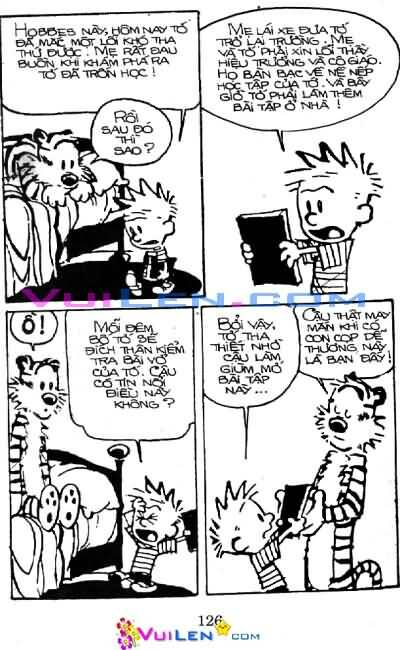 HOBBES NÀY, HÔM NAY TỚ
ĐÃ MẮC MỘT LỖI KHÓ THA
THỨ ĐƯỢC. MẸ RẤT ĐAU
BUỒN KHI KHÁM PHÁ RA
TỚ ĐÃ TRỐN HỌC!
RỒI
SAU ĐÓ
THÌ
SAO?
MẸ LÁI XE ĐƯA TỚ
TRỞ LẠI TRƯỜNG. MẸ
VÀ TỚ PHẢI XIN LỖI THẦY
HIỆU TRƯỞNG VÀ CÔ GIÁO.
HỌ BÀN BẠC VỀ NỀ NẾP
HỌC TẬP CỦA TỚ. VÀ BÂY
GIỜ TỚ PHẢI LÀM THÊM
BÀI TẬP Ở NHÀ!
VUILEN.COM
Ô!
MỖI ĐÊM,
BỐ TỚ SẼ
ĐÍCH THÂN KIỂM
TRA BÀI VỞ
CỦA TỚ. CẬU
CÓ TIN NỔI
ĐIỀU NÀY
KHÔNG?
BỞI VẬY,
TỚ THA
THIẾT NHỜ
CẬU LÀM
GIÙM MỚ
BÀI TẬP
NÀY...
CẬU THẬT MAY
MẮN KHI CÓ
CON CỌP DỄ
THƯƠNG NÀY
LÀ BẠN ĐẤY!
126
VUILEN.COM